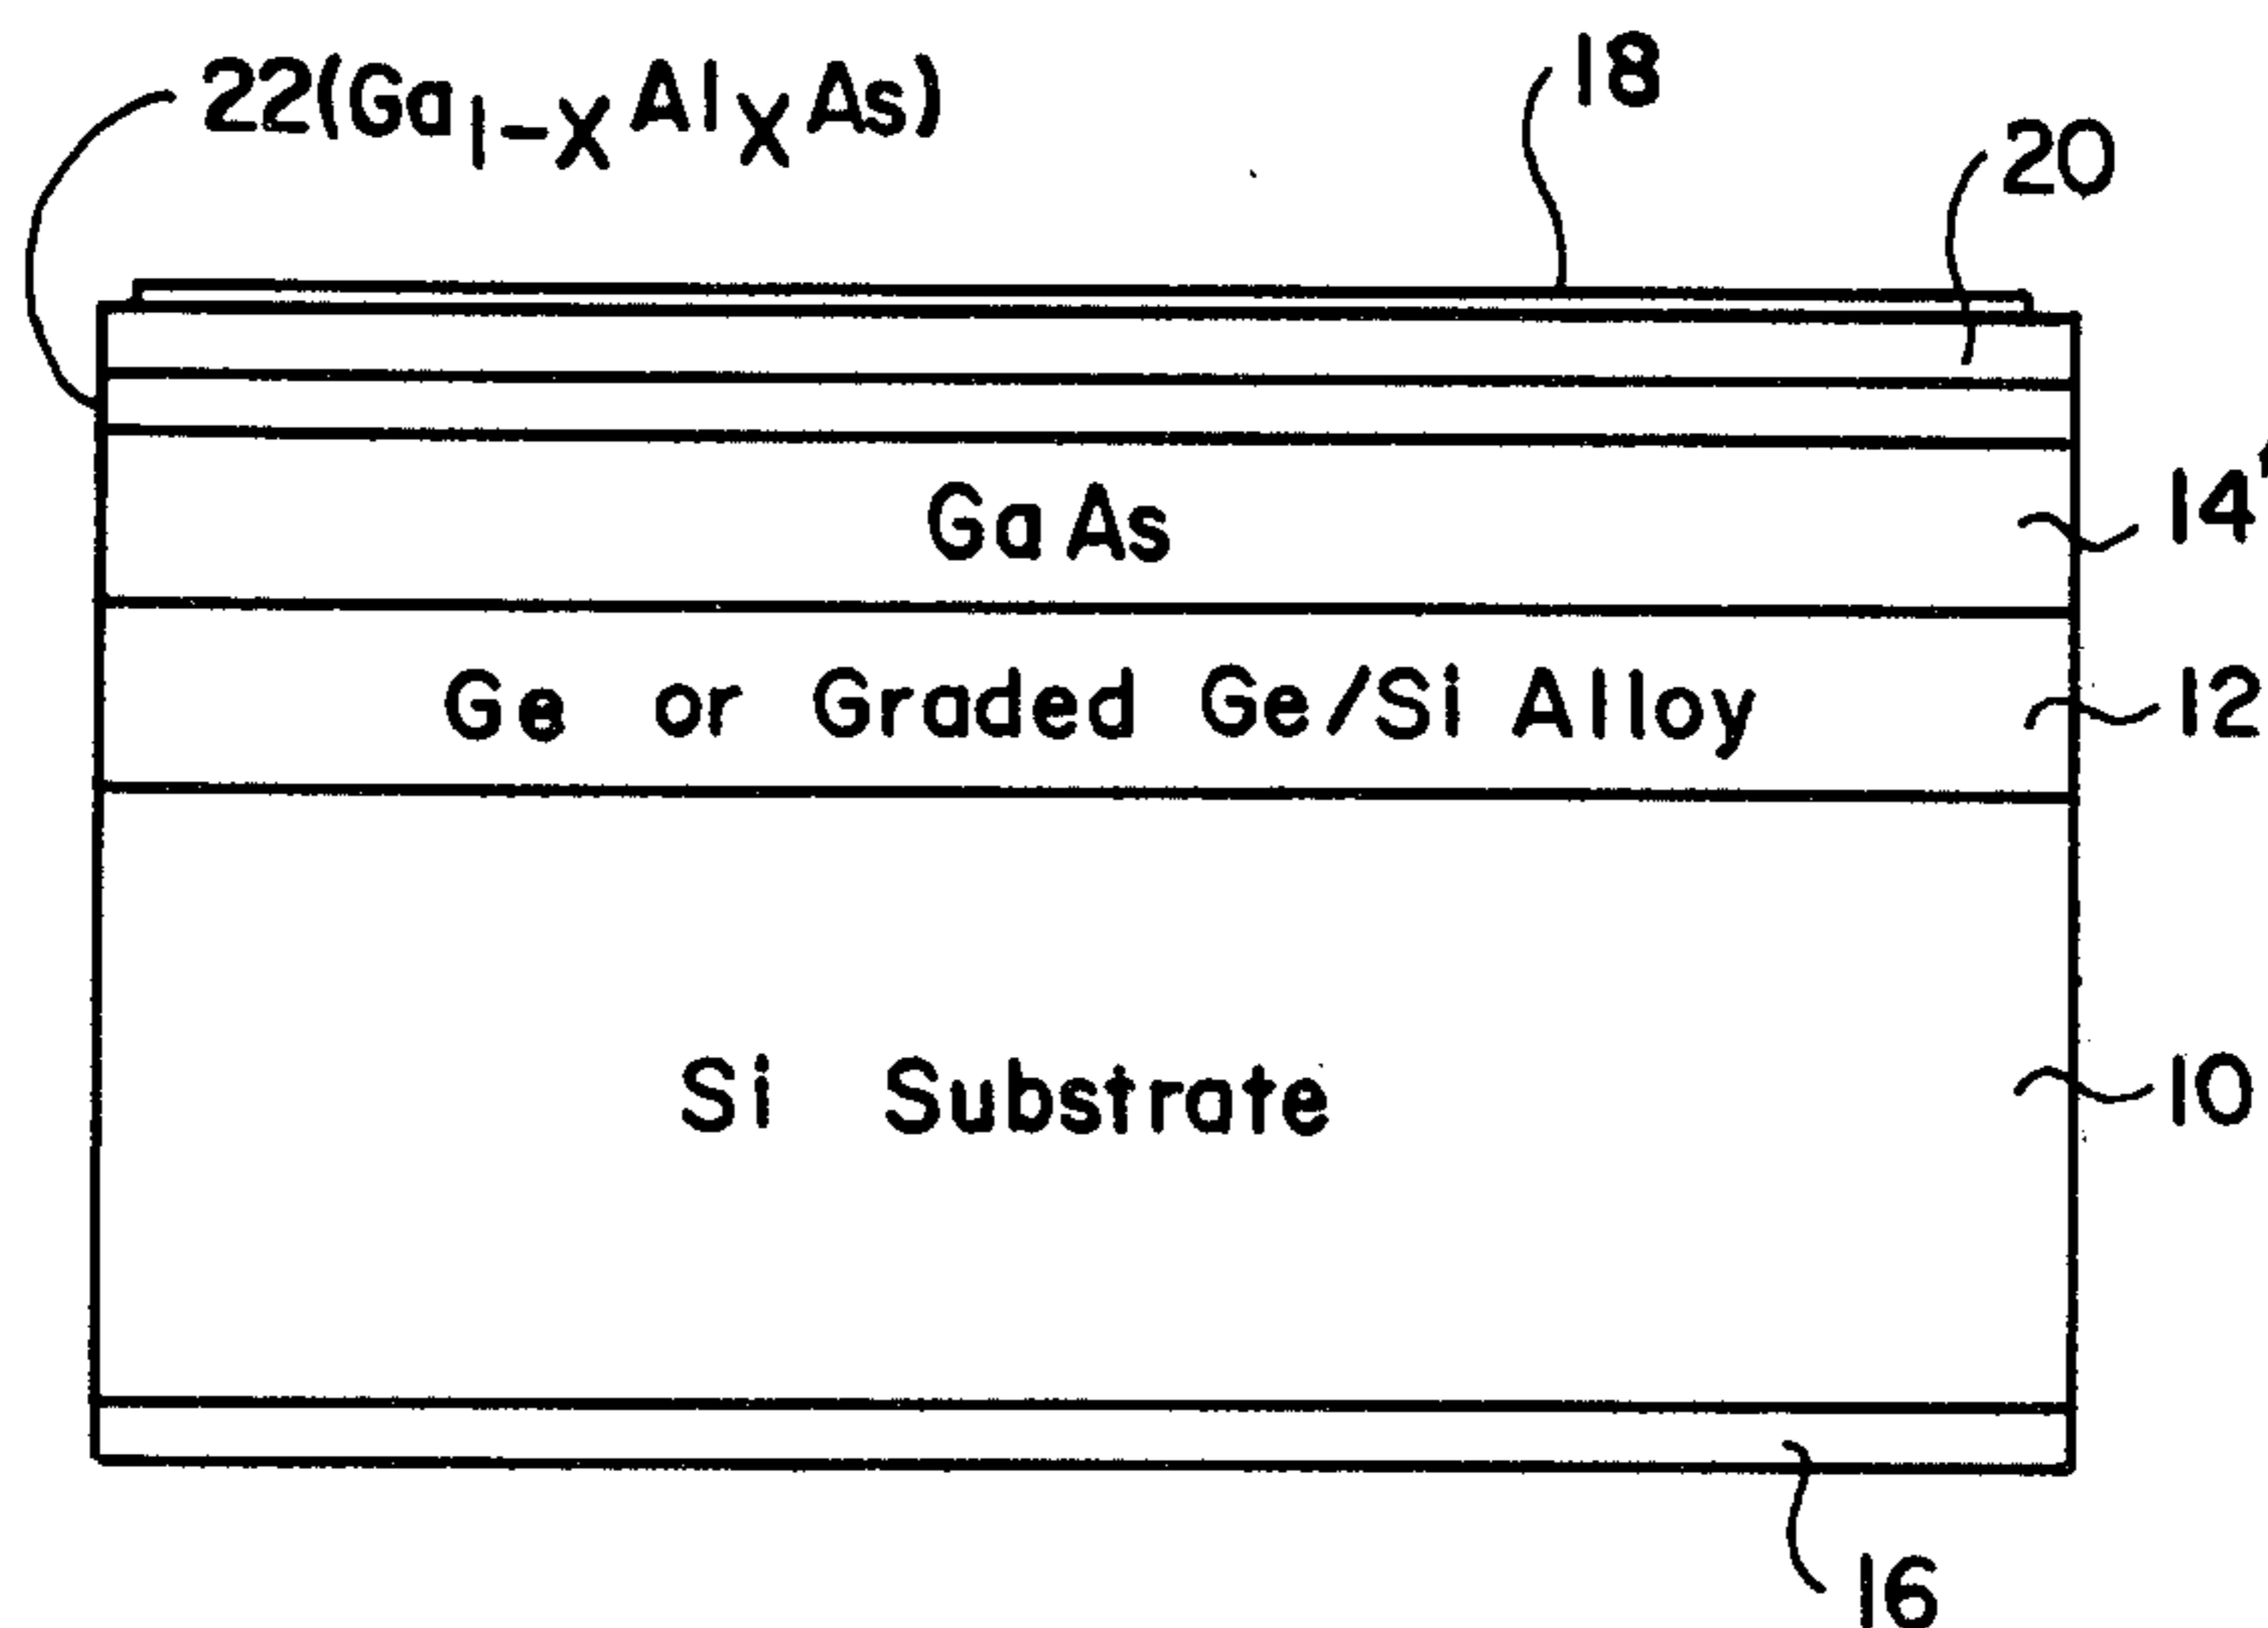 18
22(Ga1-XAlXAs)
20
GaAs
14'
Ge or Graded Ge/Si Alloy
12
Si Substrate
10
16